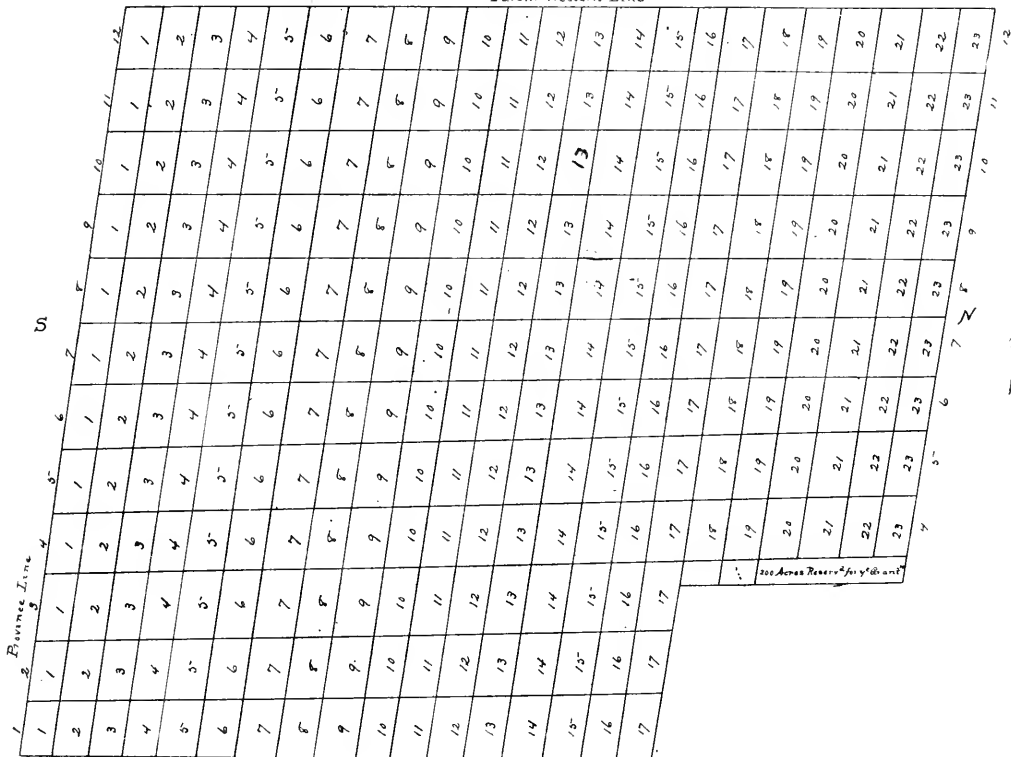 12 1 2 3 4 5 6 7 8 9 10 11 12 13 14 15 16 17 18 19 20 21 22 23 12
11 1 2 3 4 5 6 7 8 9 10 11 12 13 14 15 16 17 18 19 20 21 22 23 11
10 1 2 3 4 5 6 7 8 9 10 11 12 13 14 15 16 17 18 19 20 21 22 23 10
9 1 2 3 4 5 6 7 8 9 10 11 12 13 14 15 16 17 18 19 20 21 22 23 9
8 1 2 3 4 5 6 7 8 9 10 11 12 13 14 15 16 17 18 19 20 21 22 23 8
S N
7 1 2 3 4 5 6 7 8 9 10 11 12 13 14 15 16 17 18 19 20 21 22 23 7
6 1 2 3 4 5 6 7 8 9 10 11 12 13 14 15 16 17 18 19 20 21 22 23 6
5 1 2 3 4 5 6 7 8 9 10 11 12 13 14 15 16 17 18 19 20 21 22 23 5
4 1 2 3 4 5 6 7 8 9 10 11 12 13 14 15 16 17 18 19 20 21 22 23 4
Province Line
200 Acres Reserv^d for y^e
3 1 2 3 4 5 6 7 8 9 10 11 12 13 14 15 16 17
2 1 2 3 4 5 6 7 8 9 10 11 12 13 14 15 16 17
1 1 2 3 4 5 6 7 8 9 10 11 12 13 14 15 16 17